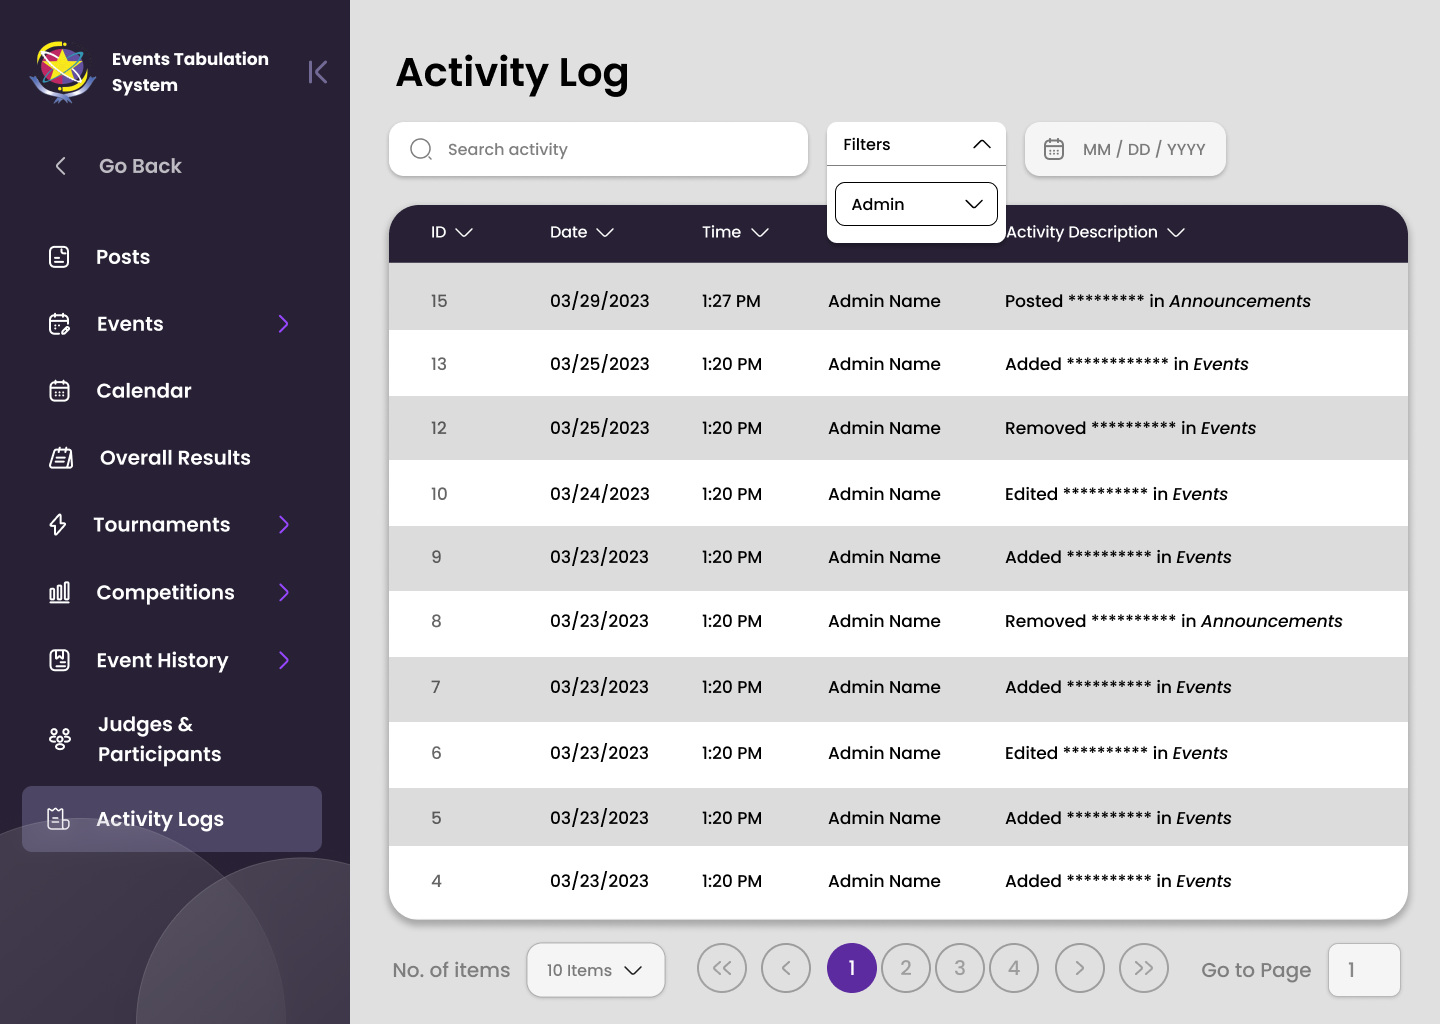 Events Tabulation
System
Go Back
Posts
Events
Calendar
Overall Results
Tournaments
Competitions
Event History
Judges &
Participants
Activity Logs
Activity Log
Search activity
Filters
MM / DD / YYYY
Admin
ID Date Time Activity Description
15 03/29/2023 1:27 PM Admin Name Posted ********* in Announcements
13 03/25/2023 1:20 PM Admin Name Added ************ in Events
12 03/25/2023 1:20 PM Admin Name Removed ********** in Events
10 03/24/2023 1:20 PM Admin Name Edited ********** in Events
9 03/23/2023 1:20 PM Admin Name Added ********** in Events
8 03/23/2023 1:20 PM Admin Name Removed ********** in Announcements
7 03/23/2023 1:20 PM Admin Name Added ********** in Events
6 03/23/2023 1:20 PM Admin Name Edited ********** in Events
5 03/23/2023 1:20 PM Admin Name Added ********** in Events
4 03/23/2023 1:20 PM Admin Name Added ********** in Events
No. of items 10 Items << < 1 2 3 4 > >> Go to Page 1